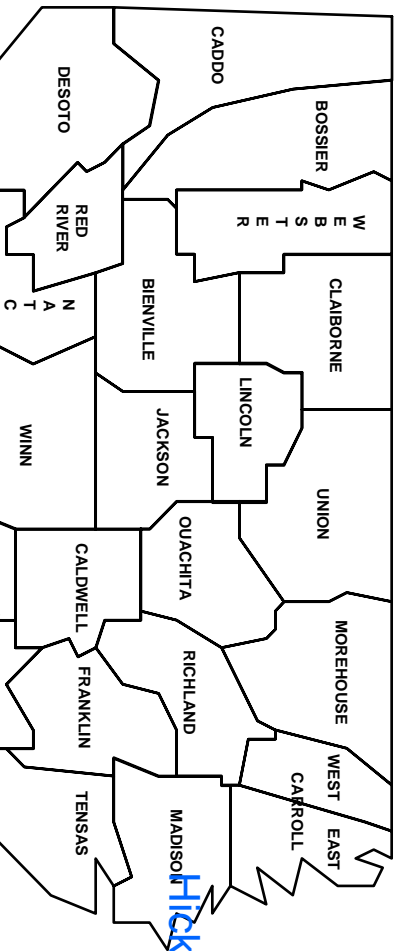 CADDO
BOSSIER
WEBSTER
CLAIBORNE
UNION
MOREHOUSE
WEST
EAST
CARROLL
LINCOLN
DESOTO
RED
RIVER
BIENVILLE
JACKSON
OUACHITA
RICHLAND
MADISON
NATC
WINN
CALDWELL
FRANKLIN
TENSAS
Hick